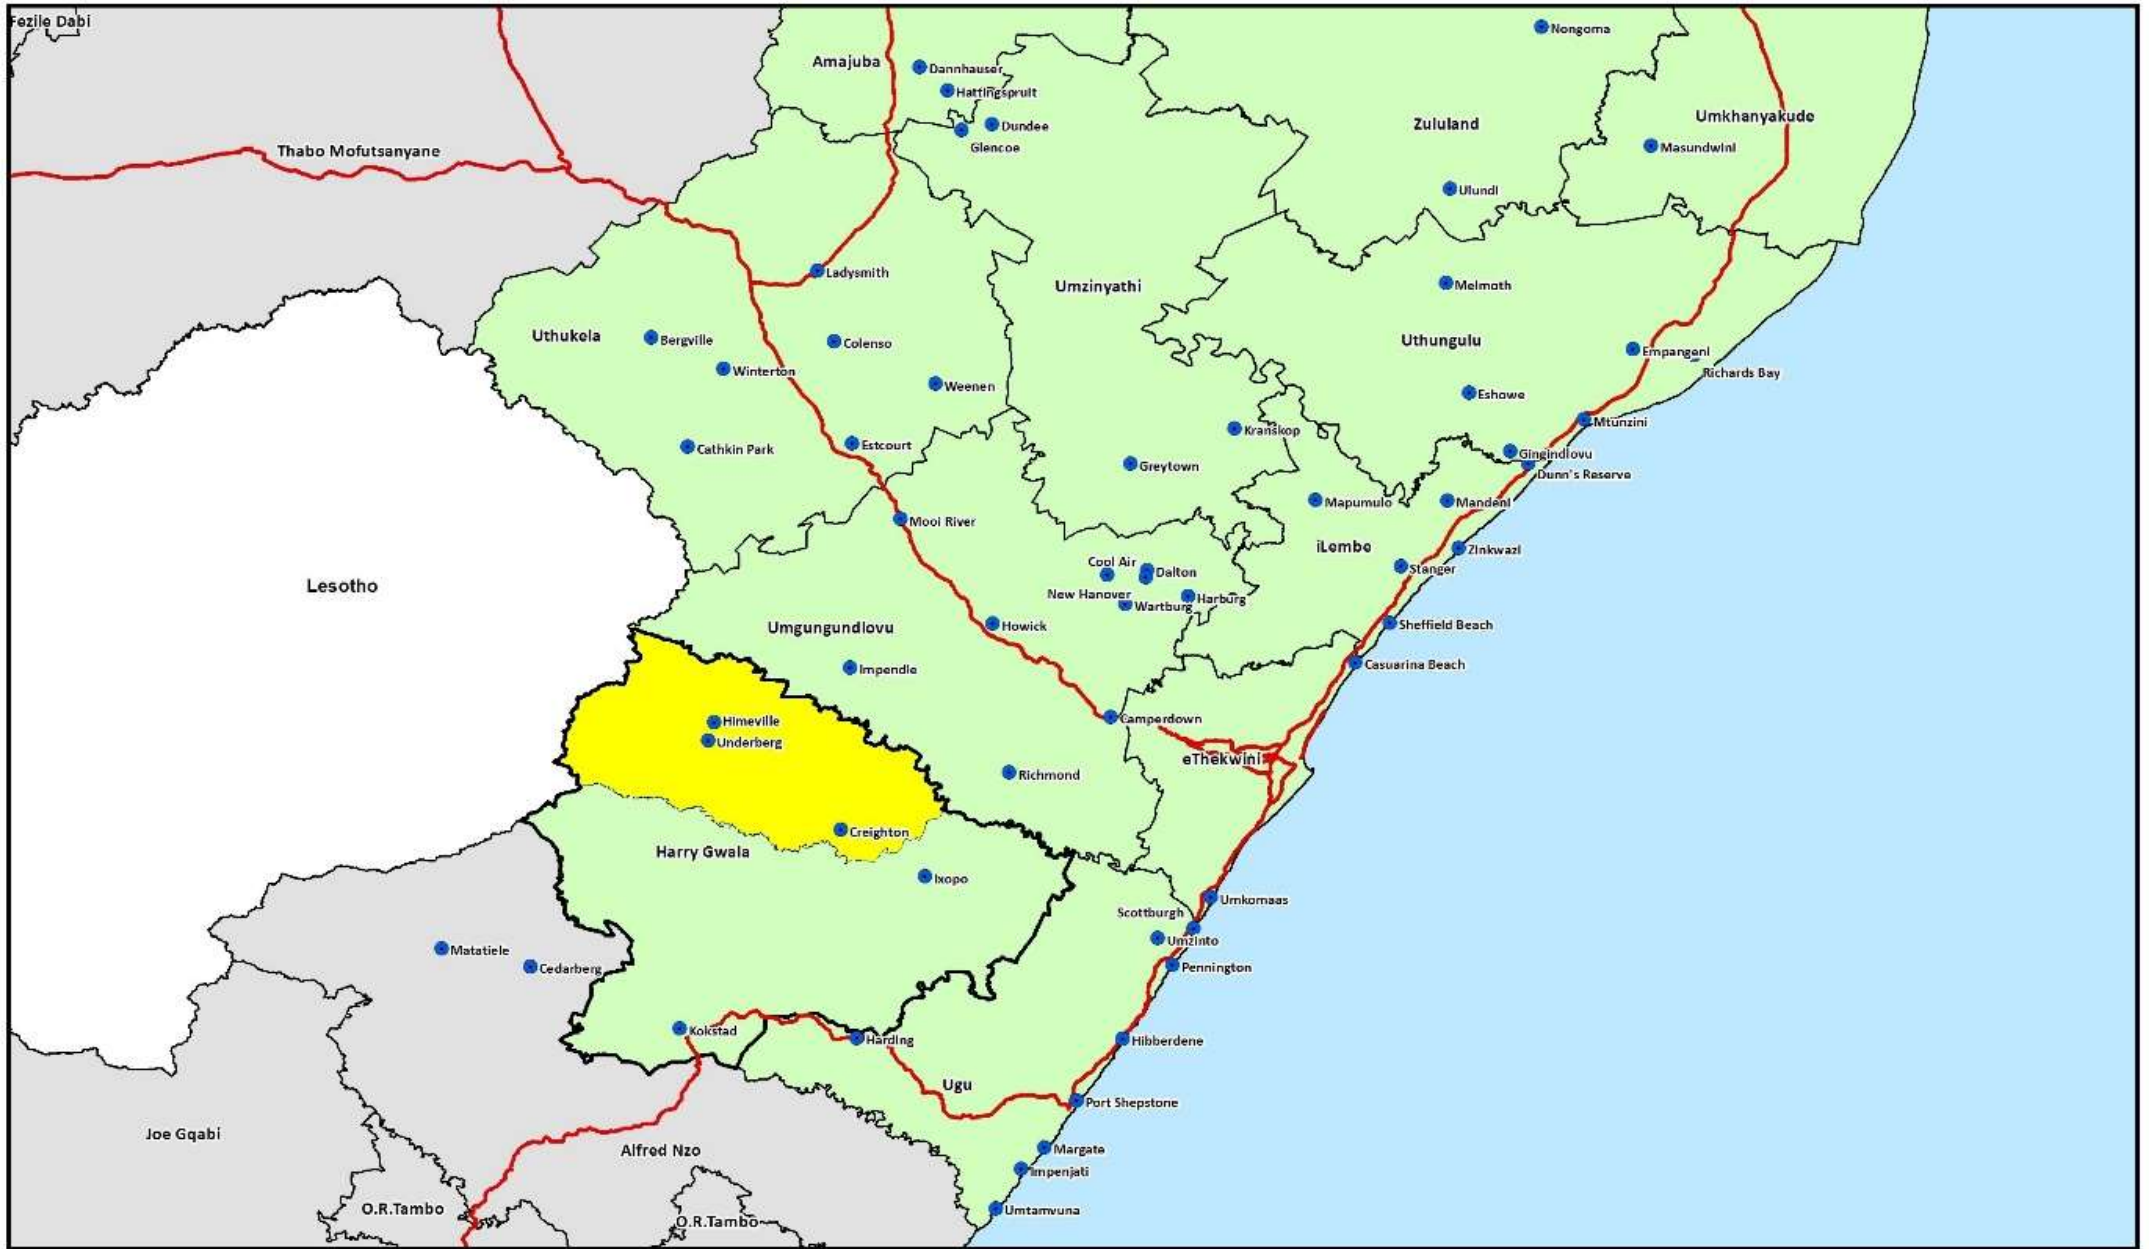 Fezile Dabi
Nongoma
Amajuba
Dannhauser
Hattingspruit
Umkhanyakude
Zululand
Dundee
Glencoe
Masundwini
Thabo Mofutsanyane
Ulundi
Ladysmith
Umzinyathi
Melmoth
Uthukela
Bergville
Colenso
Uthungulu
Empangeni
Winterton
Richards Bay
Weenen
Eshowe
Mtunzini
Kranskop
Cathkin Park
Estcourt
Gingindlovu
Greytown
Dunn's Reserve
Mapumulo
Mandeni
Mooi River
iLembe
Zinkwazi
Cool Air
Dalton
Stanger
Lesotho
New Hanover
Wartburg
Harburg
Umgungundlovu
Howick
Sheffield Beach
Impendle
Casuarina Beach
Himeville
Camperdown
Underberg
eThekwini
Richmond
Creighton
Harry Gwala
Ixopo
Umkomaas
Scottburgh
Umzinto
Matatiele
Cedarberg
Pennington
Kokstad
Harding
Hibberdene
Ugu
Port Shepstone
Joe Gqabi
Alfred Nzo
Margate
Impenjati
O.R.Tambo
Umtamvuna
O.R.Tambo